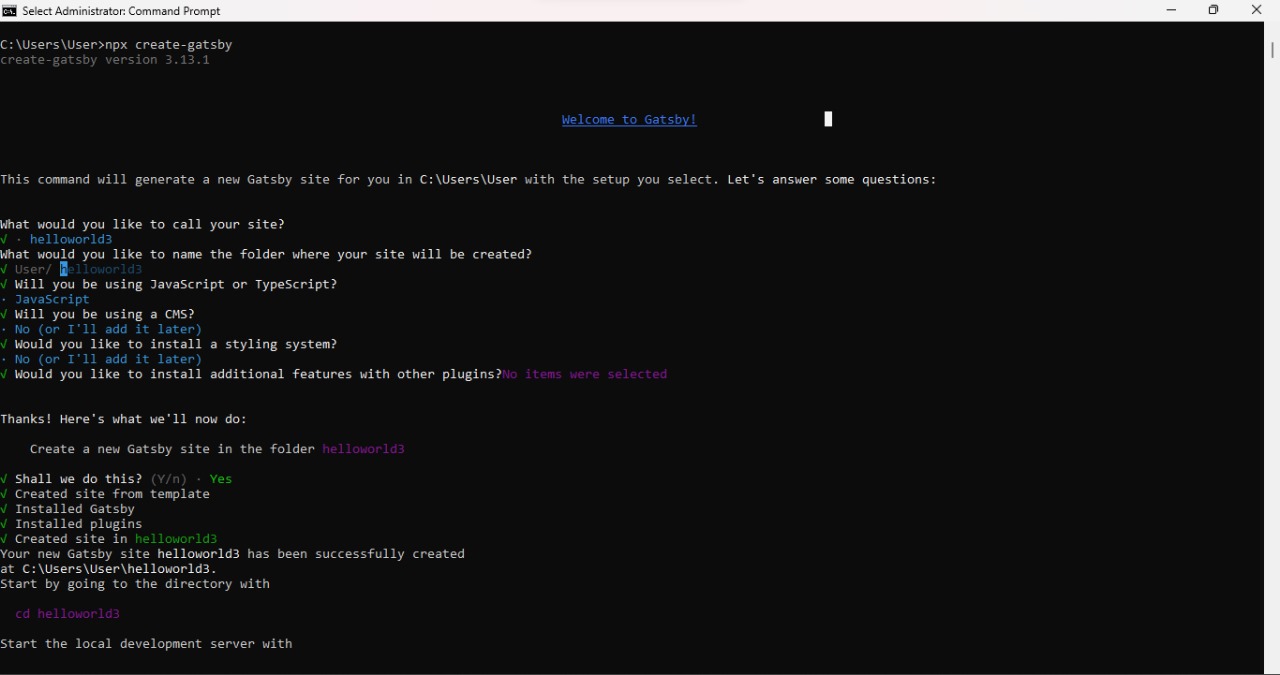 Select Administrator: Command Prompt
C:\Users\User>npx create-gatsby
create-gatsby version 3.13.1
Welcome to Gatsby!
This command will generate a new Gatsby site for you in C:\Users\User with the setup you select. Let's answer some questions:
What would you like to call your site?
√ · helloworld3
What would you like to name the folder where your site will be created?
√ User/ helloworld3
√ Will you be using JavaScript or TypeScript?
· JavaScript
√ Will you be using a CMS?
· No (or I'll add it later)
√ Would you like to install a styling system?
· No (or I'll add it later)
√ Would you like to install additional features with other plugins?No items were selected
Thanks! Here's what we'll now do:
Create a new Gatsby site in the folder helloworld3
√ Shall we do this? (Y/n) · Yes
√ Created site from template
√ Installed Gatsby
√ Installed plugins
√ Created site in helloworld3
Your new Gatsby site helloworld3 has been successfully created
at C:\Users\User\helloworld3.
Start by going to the directory with
cd helloworld3
Start the local development server with